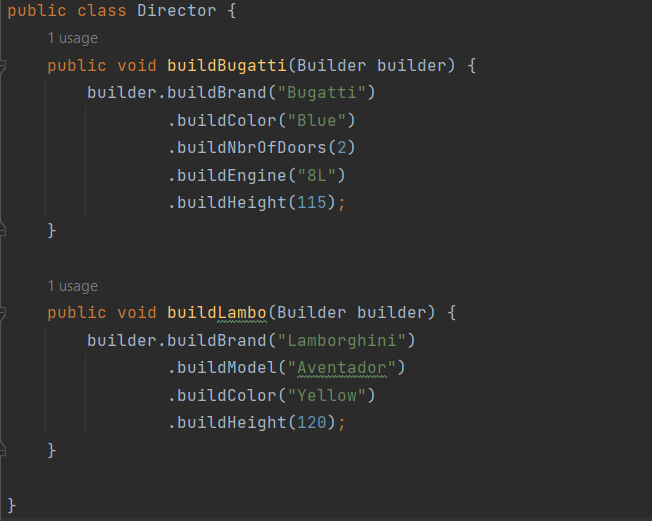 public class Director {
1 usage
public void buildBugatti(Builder builder) {
builder.buildBrand("Bugatti")
.buildColor("Blue")
.buildNbrOfDoors(2)
.buildEngine("8L")
.buildHeight(115);
}
1 usage
public void buildLambo(Builder builder) {
builder.buildBrand("Lamborghini")
.buildModel("Aventador")
.buildColor("Yellow")
.buildHeight(120);
}
}